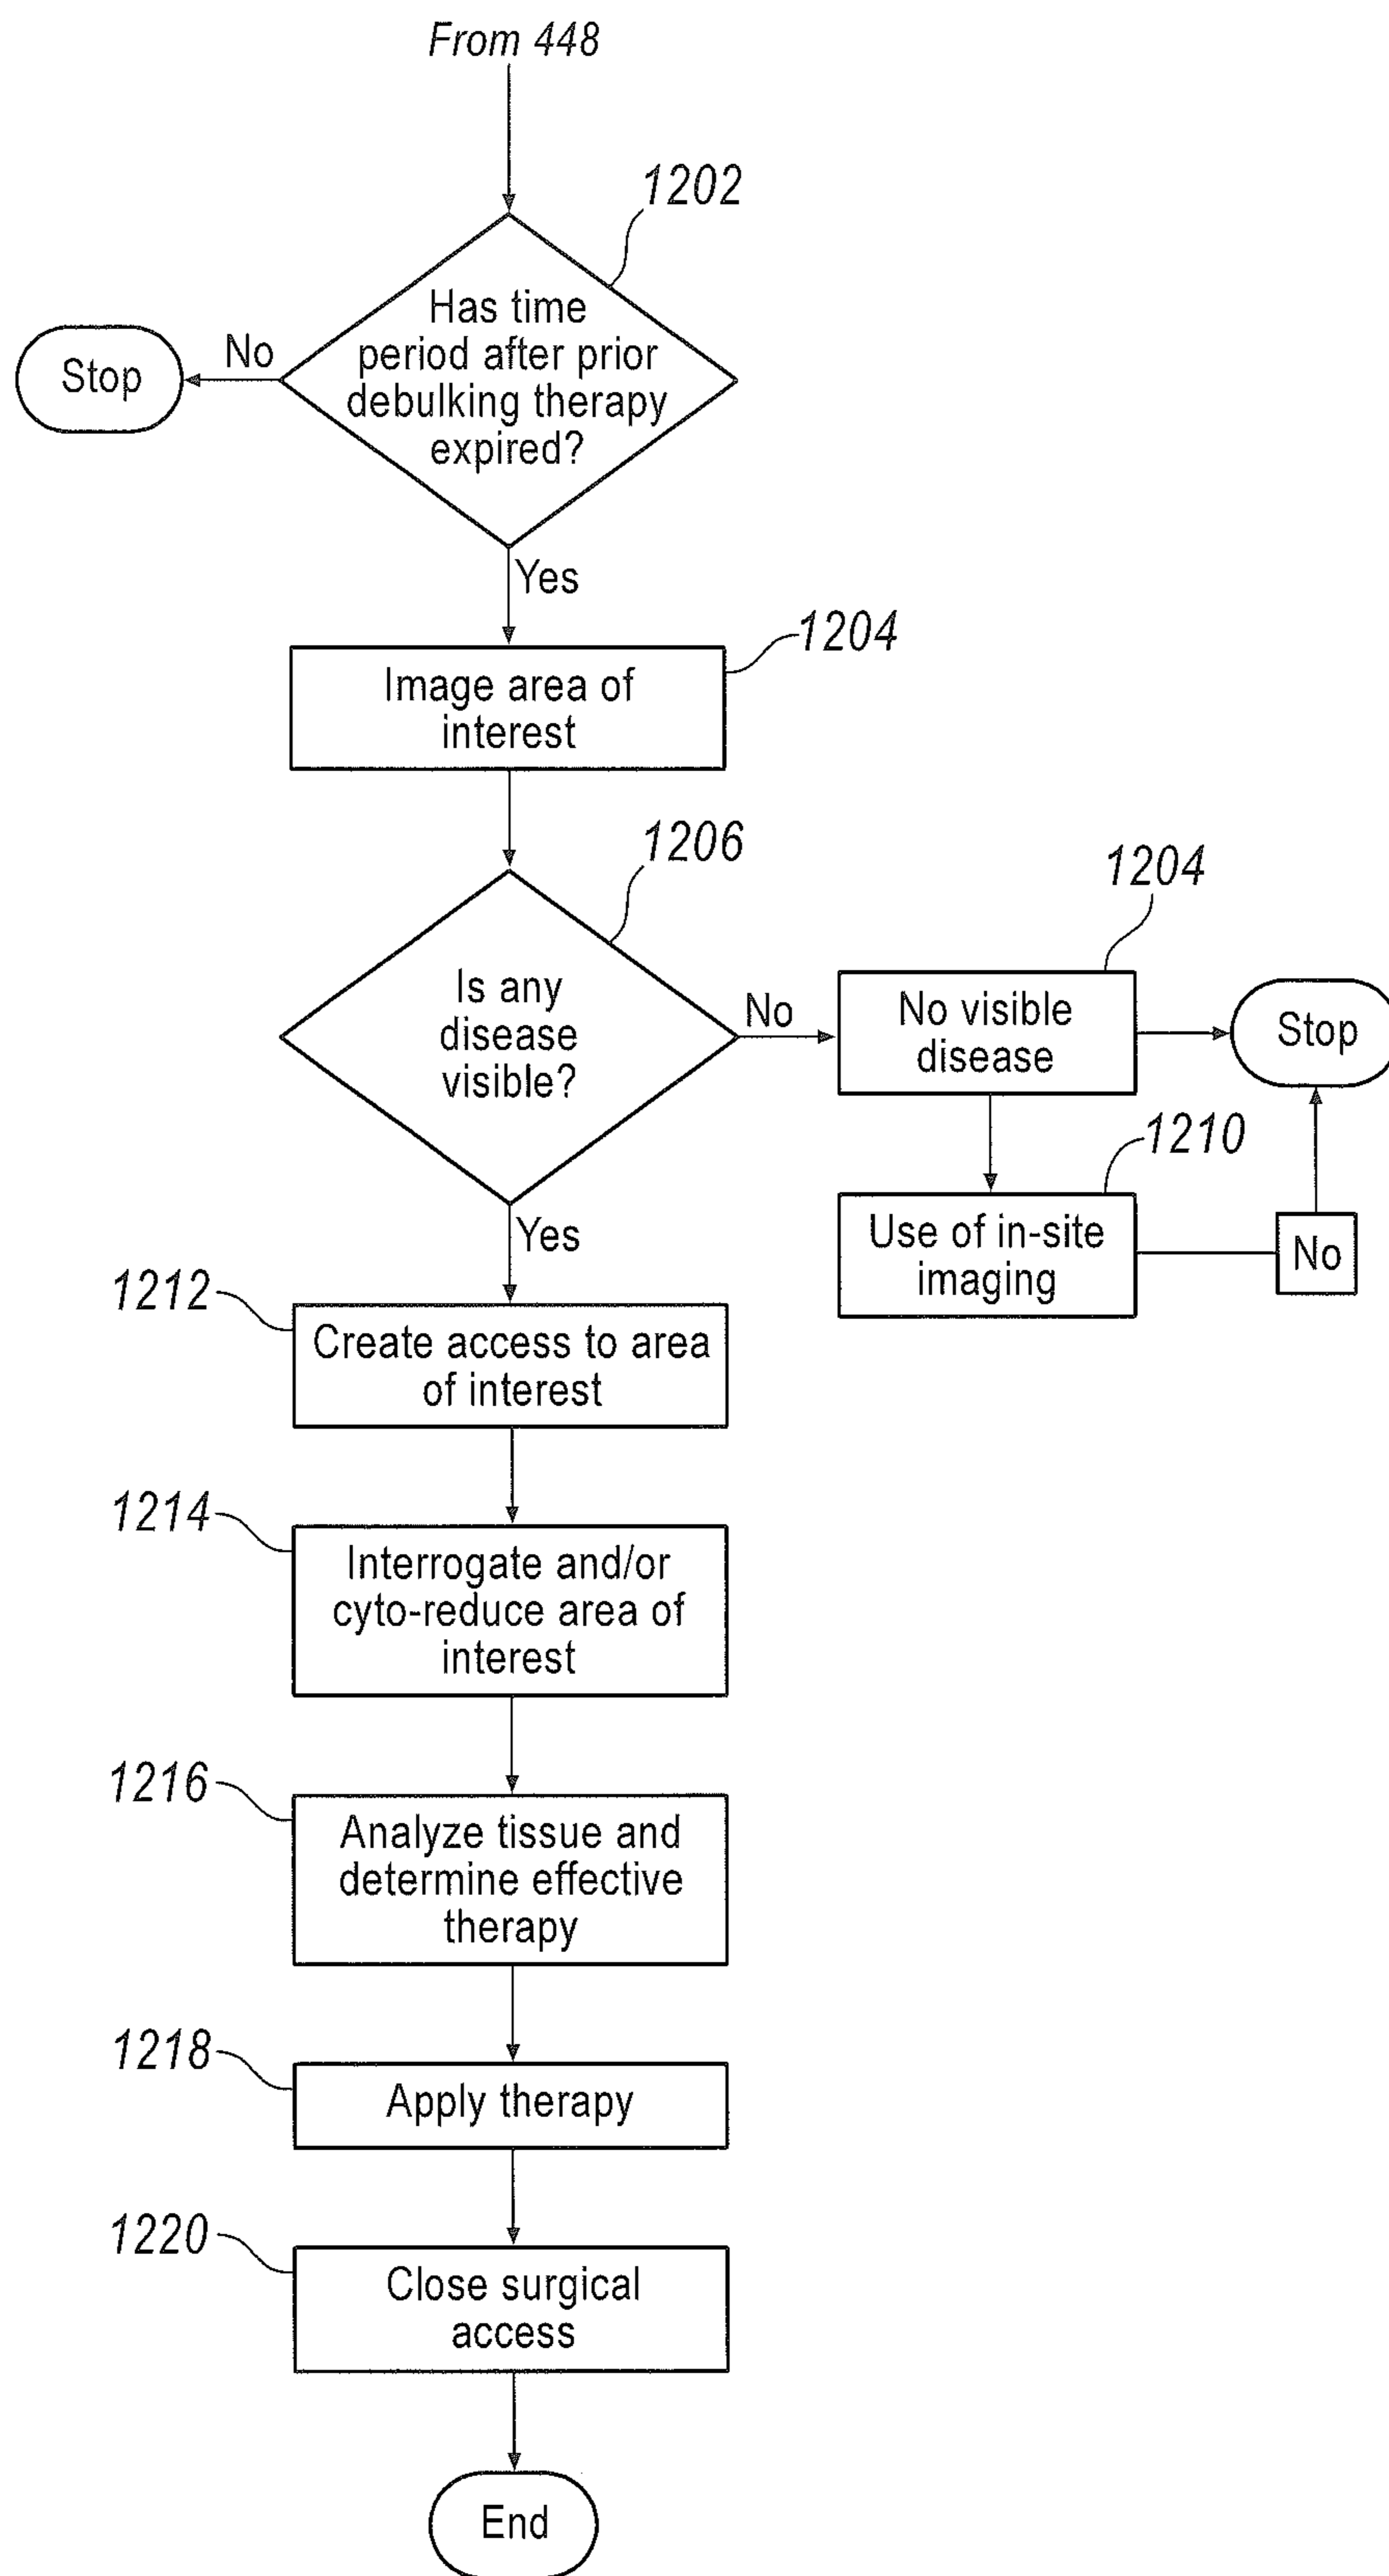 From 448
1202
Has time
period after prior
debulking therapy
expired?
No
Stop
Yes
1204
Image area of
interest
1206
Is any
disease
visible?
No
1204
No visible
disease
Stop
1210
Use of in-site
imaging
No
Yes
1212
Create access to area
of interest
1214
Interrogate and/or
cyto-reduce area of
interest
1216
Analyze tissue and
determine effective
therapy
1218
Apply therapy
1220
Close surgical
access
End